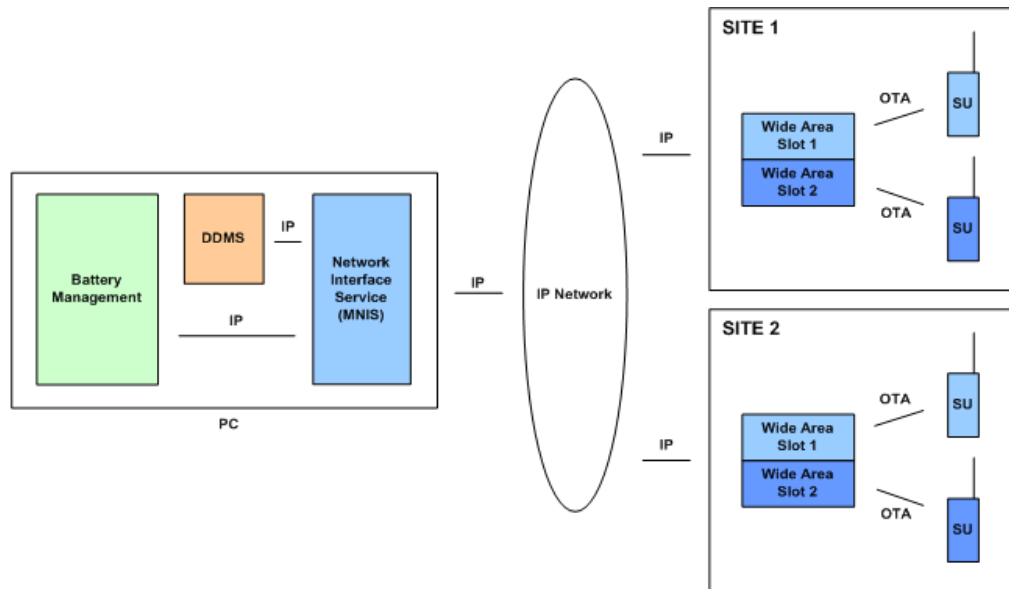 SITE 1
OTA
SU
Wide Area
Slot 1
IP
Wide Area
Slot 2
OTA
SU
DDMS
IP
Network
Interface
Service
(MNIS)
Battery
Management
IP
IP
IP Network
PC
SITE 2
OTA
SU
Wide Area
Slot 1
IP
Wide Area
Slot 2
OTA
SU